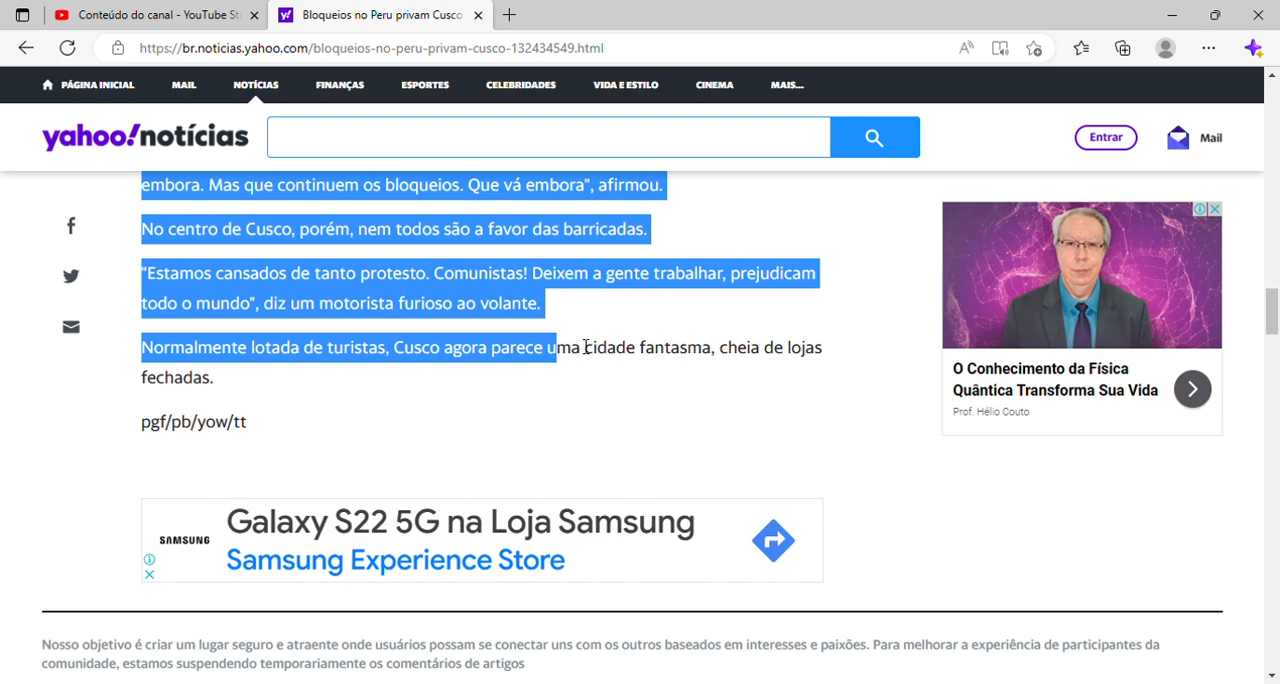 Conteúdo do canal - YouTube St
Bloqueios no Peru privam Cusco
https://br.noticias.yahoo.com/bloqueios-no-peru-privam-cusco-132434549.html
PÁGINA INICIAL MAIL NOTÍCIAS FINANÇAS ESPORTES CELEBRIDADES VIDA E ESTILO CINEMA MAIS...
yahoo!notícias
Entrar
Mail
embora. Mas que continuem os bloqueios. Que vá embora", afirmou.
No centro de Cusco, porém, nem todos são a favor das barricadas.
"Estamos cansados de tanto protesto. Comunistas! Deixem a gente trabalhar, prejudicam
todo o mundo", diz um motorista furioso ao volante.
Normalmente lotada de turistas, Cusco agora parece uma cidade fantasma, cheia de lojas
fechadas.
pgf/pb/yow/tt
O Conhecimento da Física
Quântica Transforma Sua Vida
Prof. Hélio Couto
SAMSUNG
Galaxy S22 5G na Loja Samsung
Samsung Experience Store
Nosso objetivo é criar um lugar seguro e atraente onde usuários possam se conectar uns com os outros baseados em interesses e paixões. Para melhorar a experiência de participantes da
comunidade, estamos suspendendo temporariamente os comentários de artigos